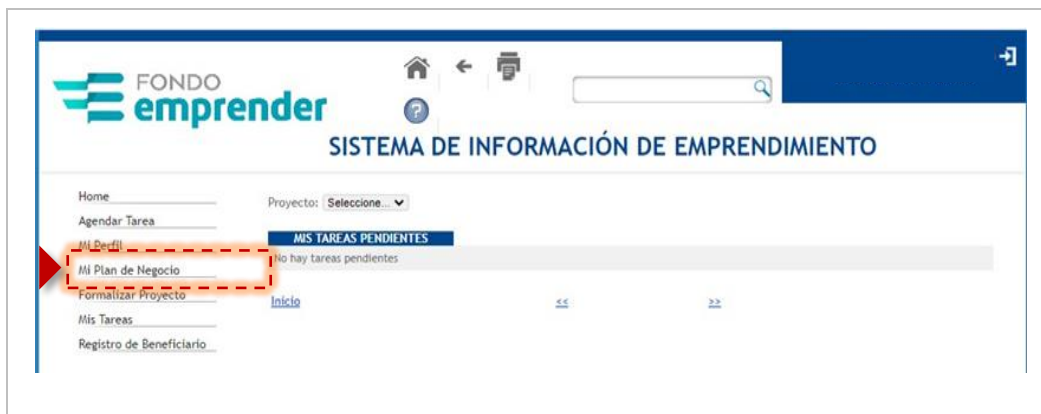 FONDO
emprender
SISTEMA DE INFORMACIÓN DE EMPRENDIMIENTO
Home
Agendar Tarea
Mi Perfil
Mi Plan de Negocio
Formalizar Proyecto
Mis Tareas
Registro de Beneficiario
Proyecto: Seleccione...
MIS TAREAS PENDIENTES
No hay tareas pendientes
Inicio << >>